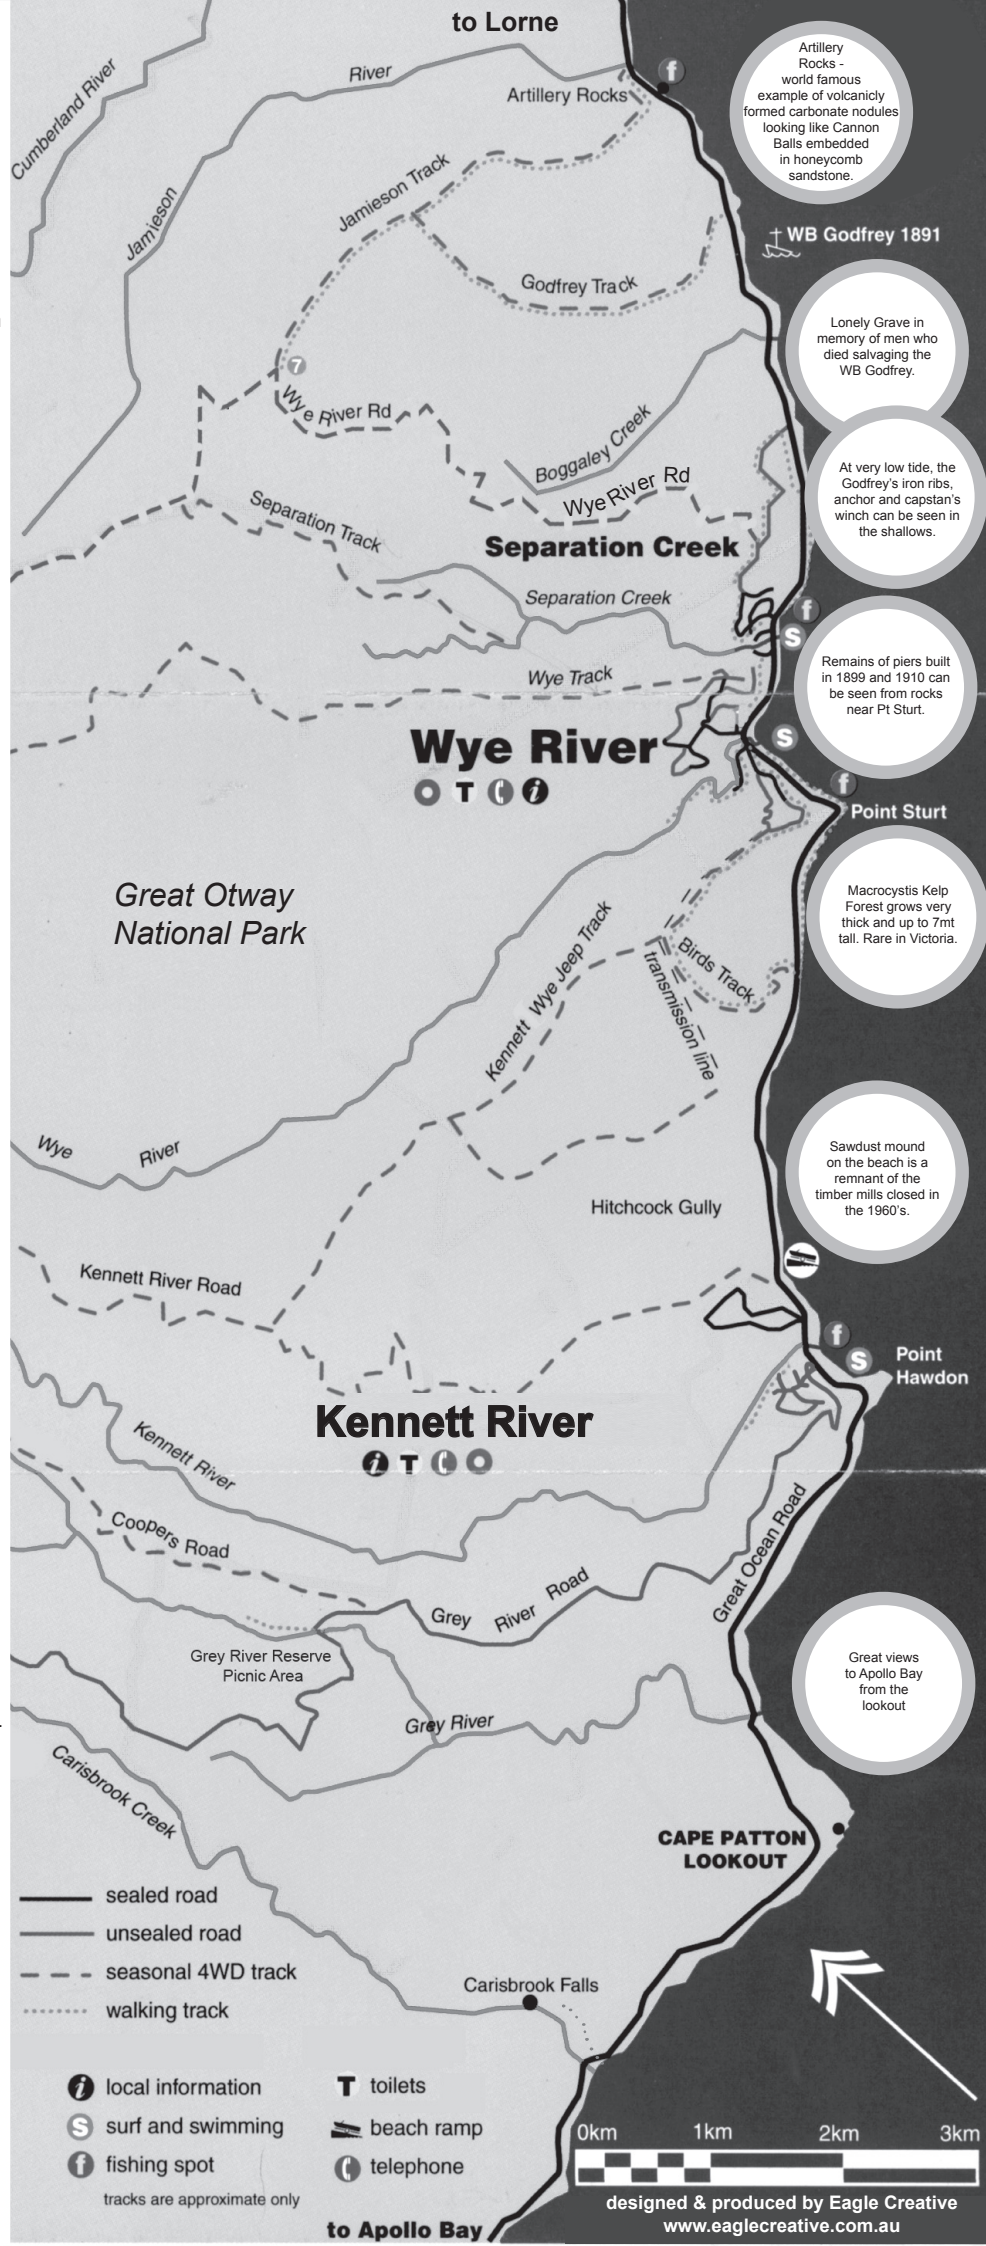 to Lorne
Cumberland River
River
Jamieson
Artillery Rocks
f
Artillery
Rocks -
world famous
example of volcanicly
formed carbonate nodules
looking like Cannon
Balls embedded
in honeycomb
sandstone.
Jamieson Track
WB Godfrey 1891
Godfrey Track
Lonely Grave in
memory of men who
died salvaging the
WB Godfrey.
7
Wye River Rd
Boggaley Creek
At very low tide, the
Godfrey's iron ribs,
anchor and capstan's
winch can be seen in
the shallows.
Wye River Rd
Separation Track
Separation Creek
Separation Creek
f
S
Remains of piers built
in 1899 and 1910 can
be seen from rocks
near Pt Sturt.
Wye Track
Wye River
T i
S
f
Point Sturt
Great Otway
National Park
Macrocystis Kelp
Forest grows very
thick and up to 7mt
tall. Rare in Victoria.
Kennett Wye Jeep Track
Birds Track
transmission line
Wye River
Sawdust mound
on the beach is a
remnant of the
timber mills closed in
the 1960's.
Hitchcock Gully
Kennett River Road
f
S
Point
Hawdon
Kennett River
i T
Kennett River
Coopers Road
Great Ocean Road
Grey River Road
Grey River Reserve
Picnic Area
Great views
to Apollo Bay
from the
lookout
Grey River
Carisbrook Creek
CAPE PATTON
LOOKOUT
sealed road
unsealed road
seasonal 4WD track
walking track
Carisbrook Falls
i local information
T toilets
S surf and swimming
beach ramp
f fishing spot
telephone
tracks are approximate only
0km 1km 2km 3km
designed & produced by Eagle Creative
www.eaglecreative.com.au
to Apollo Bay